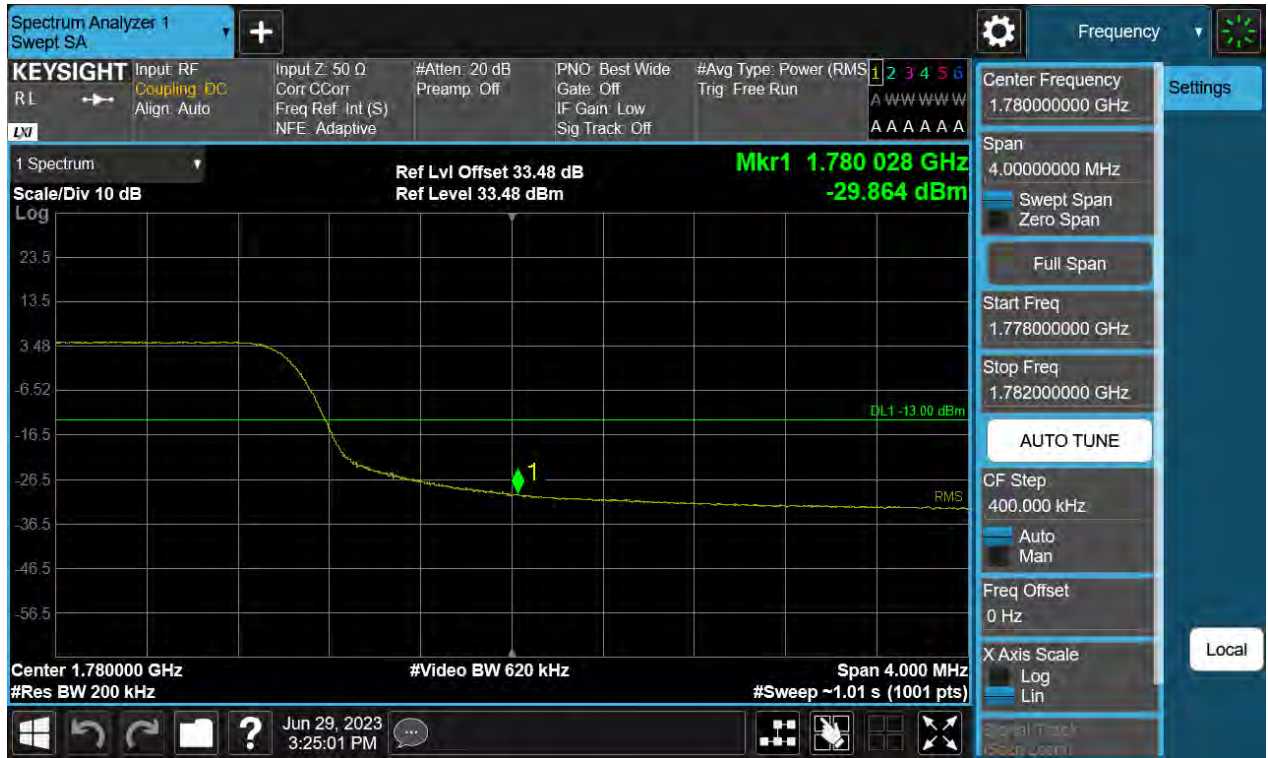 Spectrum Analyzer 1
Swept SA
+
Frequency
KEYSIGHT
RL
LXI
Input: RF
Coupling: DC
Align: Auto
Input Z: 50 Ω
Corr CCorr
Freq Ref: Int (S)
NFE: Adaptive
#Atten: 20 dB
Preamp: Off
PNO: Best Wide
Gate: Off
IF Gain: Low
Sig Track: Off
#Avg Type: Power (RMS
Trig: Free Run
1 2 3 4 5 6
A W W W W W
A A A A A A
1 Spectrum
Scale/Div 10 dB
Log
Ref Lvl Offset 33.48 dB
Ref Level 33.48 dBm
Mkr1 1.780 028 GHz
-29.864 dBm
23.5
13.5
3.48
-6.52
-16.5
-26.5
-36.5
-46.5
-56.5
DL1 -13.00 dBm
1
RMS
Center 1.780000 GHz
#Res BW 200 kHz
#Video BW 620 kHz
Span 4.000 MHz
#Sweep ~1.01 s (1001 pts)
Center Frequency
1.780000000 GHz
Settings
Span
4.00000000 MHz
Swept Span
Zero Span
Full Span
Start Freq
1.778000000 GHz
Stop Freq
1.782000000 GHz
AUTO TUNE
CF Step
400.000 kHz
Auto
Man
Freq Offset
0 Hz
X Axis Scale
Log
Lin
Signal Track
(Span Zoom)
Local
?
Jun 29, 2023
3:25:01 PM